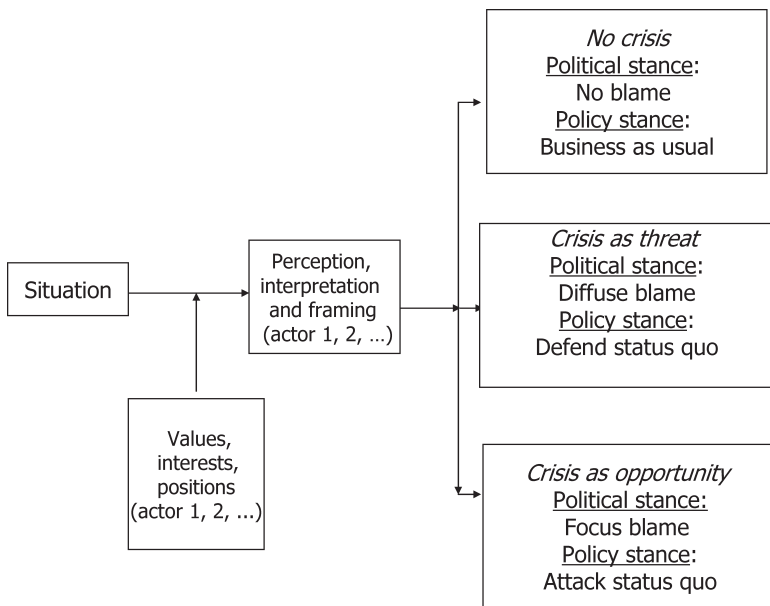 Situation
Values,
interests,
positions
(actor 1, 2, ...)
Perception,
interpretation
and framing
(actor 1, 2, …)
No crisis
Political stance:
No blame
Policy stance:
Business as usual
Crisis as threat
Political stance:
Diffuse blame
Policy stance:
Defend status quo
Crisis as opportunity
Political stance:
Focus blame
Policy stance:
Attack status quo